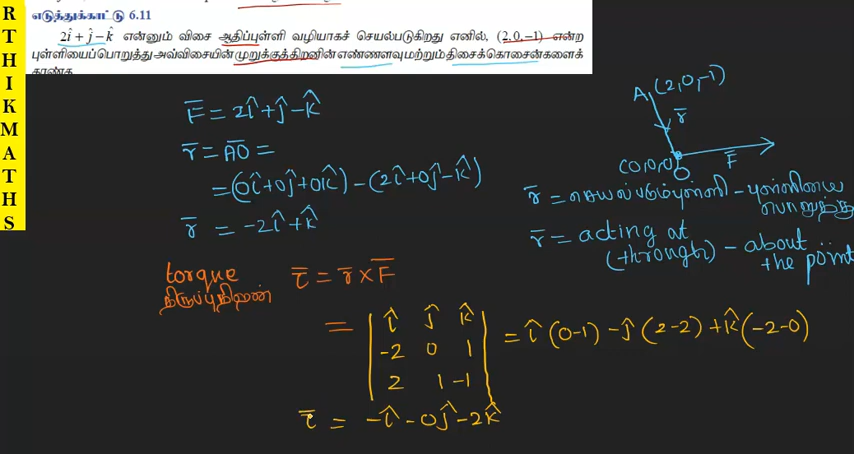 RTHIKMATHS
எடுத்துக்காட்டு 6.11
2î + ĵ − k̂ என்னும் விசை ஆதிப்புள்ளி வழியாகச் செயல்படுகிறது எனில், (2, 0, −1) என்ற
புள்ளியைப்பொறுத்து அவ்விசையின் முறுக்குத்திறனின் எண்ணளவு மற்றும் திசைக்கொசைன்களைக்
காண்க
F̅ = 2î+ĵ−k̂
r̅ = A̅O̅ =
= (0î+0ĵ+0k̂) − (2î+0ĵ−k̂)
r̅ = −2î+k̂
A (2,0,−1)
r̅
(0,0,0)
O
F̅
r̅ = செயல்படும்புள்ளி – புள்ளியை
பொறுத்து
r̅ = acting at
(through) – about
the point
torque
திருப்புதிறன்
τ̅ = r̅ × F̅
= | î ĵ k̂ |
−2 0 1
2 1 −1
= î(0−1) − ĵ(2−2) + k̂(−2−0)
τ̅ = −î − 0ĵ − 2k̂